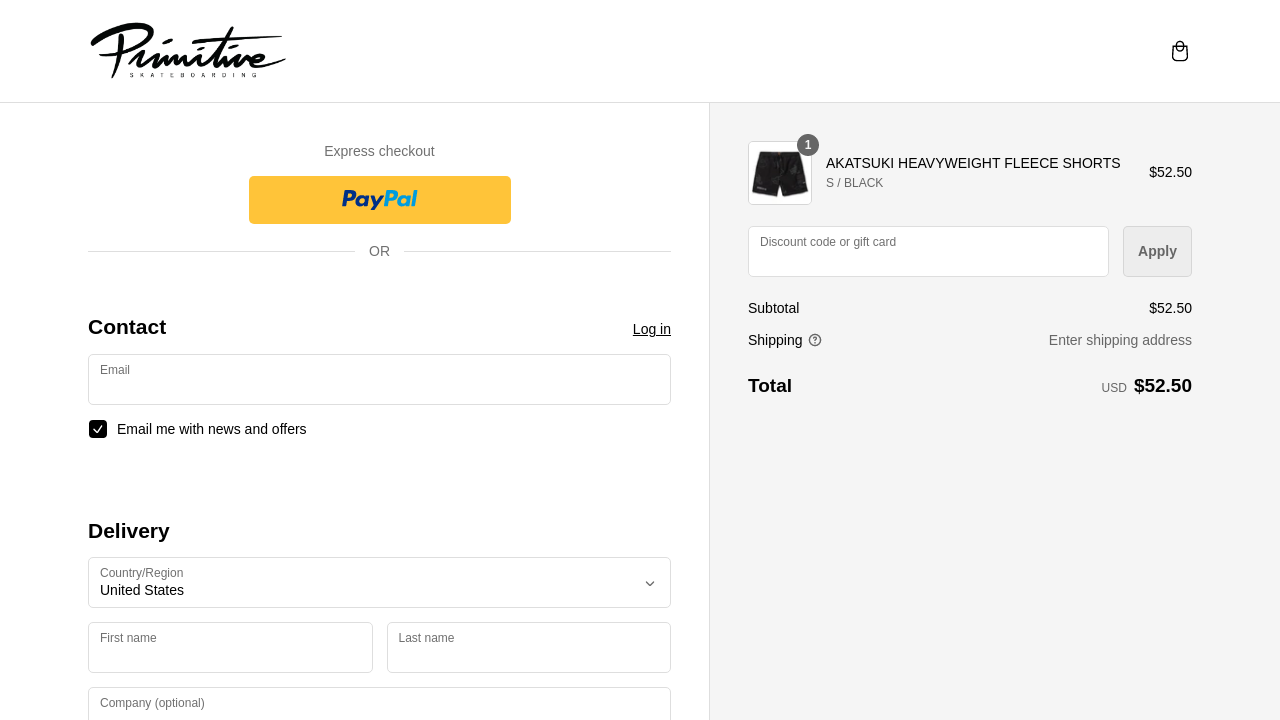 Primitive
SKATEBOARDING
Express checkout
PayPal
OR
Contact
Log in
Email
Email me with news and offers
Delivery
Country/Region
United States
First name
Last name
Company (optional)
1
AKATSUKI HEAVYWEIGHT FLEECE SHORTS
S / BLACK
$52.50
Discount code or gift card
Apply
Subtotal
$52.50
Shipping
Enter shipping address
Total
USD $52.50